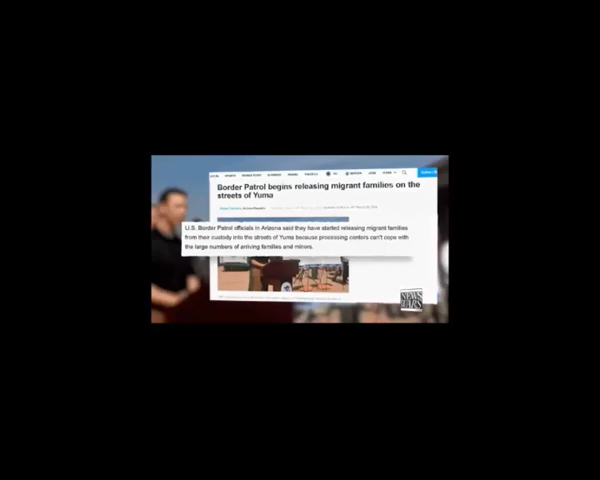 Border Patrol begins releasing migrant families on the
streets of Yuma
U.S. Border Patrol officials in Arizona said they have started releasing migrant families
from their custody into the streets of Yuma because processing centers can't cope with
the large numbers of arriving families and minors.
NEWS
WARS